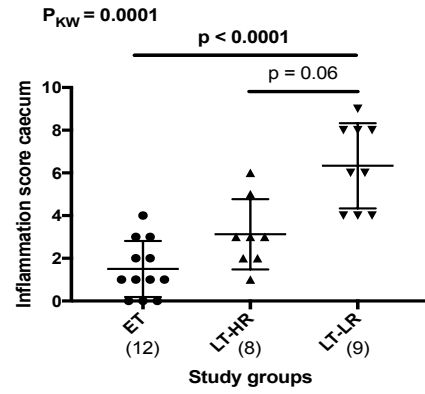 PKW = 0.0001
p < 0.0001
p = 0.06
Inflammation score caecum
10
8
6
4
2
0
ET
(12)
LT-HR
(8)
LT-LR
(9)
Study groups